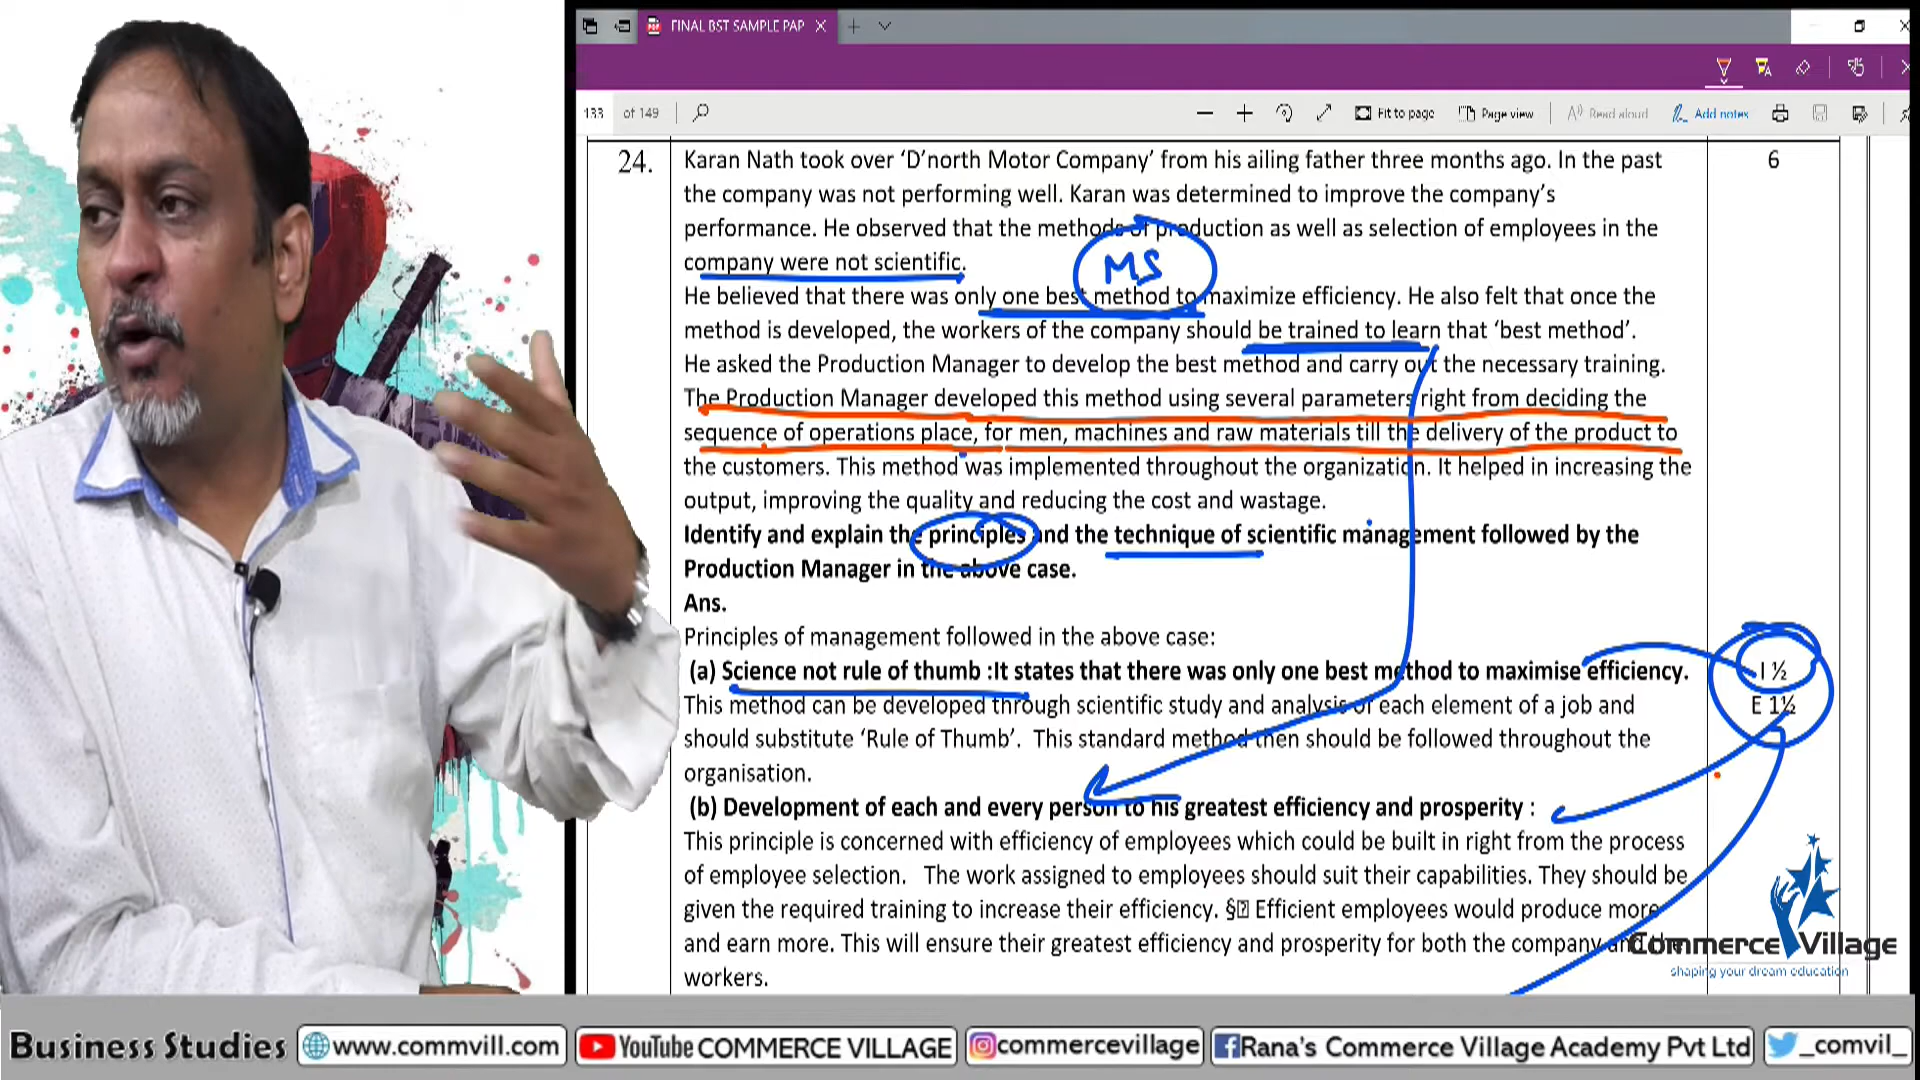 FINAL BST SAMPLE PAP
133 of 149
Fit to page
Page view
Read aloud
Add notes
24.
Karan Nath took over ‘D’north Motor Company’ from his ailing father three months ago. In the past
6
the company was not performing well. Karan was determined to improve the company’s
performance. He observed that the methods of production as well as selection of employees in the
company were not scientific.
MS
He believed that there was only one best method to maximize efficiency. He also felt that once the
method is developed, the workers of the company should be trained to learn that ‘best method’.
He asked the Production Manager to develop the best method and carry out the necessary training.
The Production Manager developed this method using several parameters right from deciding the
sequence of operations place, for men, machines and raw materials till the delivery of the product to
the customers. This method was implemented throughout the organization. It helped in increasing the
output, improving the quality and reducing the cost and wastage.
Identify and explain the principles and the technique of scientific management followed by the
Production Manager in the above case.
Ans.
Principles of management followed in the above case:
(a) Science not rule of thumb :It states that there was only one best method to maximise efficiency.
I ½
This method can be developed through scientific study and analysis of each element of a job and
E 1½
should substitute ‘Rule of Thumb’. This standard method then should be followed throughout the
organisation.
(b) Development of each and every person to his greatest efficiency and prosperity :
This principle is concerned with efficiency of employees which could be built in right from the process
of employee selection. The work assigned to employees should suit their capabilities. They should be
given the required training to increase their efficiency. § Efficient employees would produce more
and earn more. This will ensure their greatest efficiency and prosperity for both the company and the
workers.
Commerce Village
shaping your dream education
Business Studies
www.commvill.com
YouTube COMMERCE VILLAGE
commercevillage
Rana's Commerce Village Academy Pvt Ltd
_comvil_